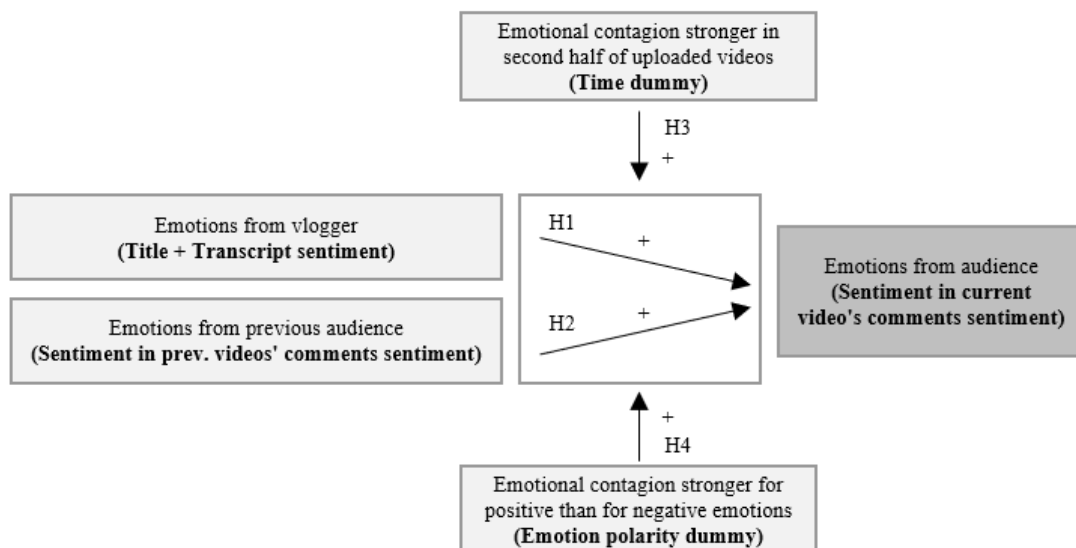 Emotional contagion stronger in
second half of uploaded videos
(Time dummy)
H3
+
Emotions from vlogger
(Title + Transcript sentiment)
Emotions from previous audience
(Sentiment in prev. videos' comments sentiment)
H1
+
H2
+
Emotions from audience
(Sentiment in current
video's comments sentiment)
+
H4
Emotional contagion stronger for
positive than for negative emotions
(Emotion polarity dummy)